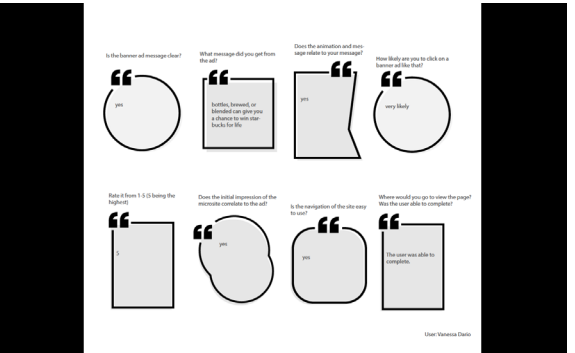 Is the banner ad message clear?
yes
What message did you get from
the ad?
bottles, brewed, or
blended can give you
a chance to win star-
bucks for life
Does the animation and mes-
sage relate to your message?
yes
How likely are you to click on a
banner ad like that?
very likely
Rate it from 1-5 (5 being the
highest)
5
Does the Initial impression of the
microsite correlate to the ad?
yes
Is the navigation of the site easy
to use?
yes
Where would you go to view the page?
Was the user able to complete?
The user was able to
complete.
User: Vanessa Dario